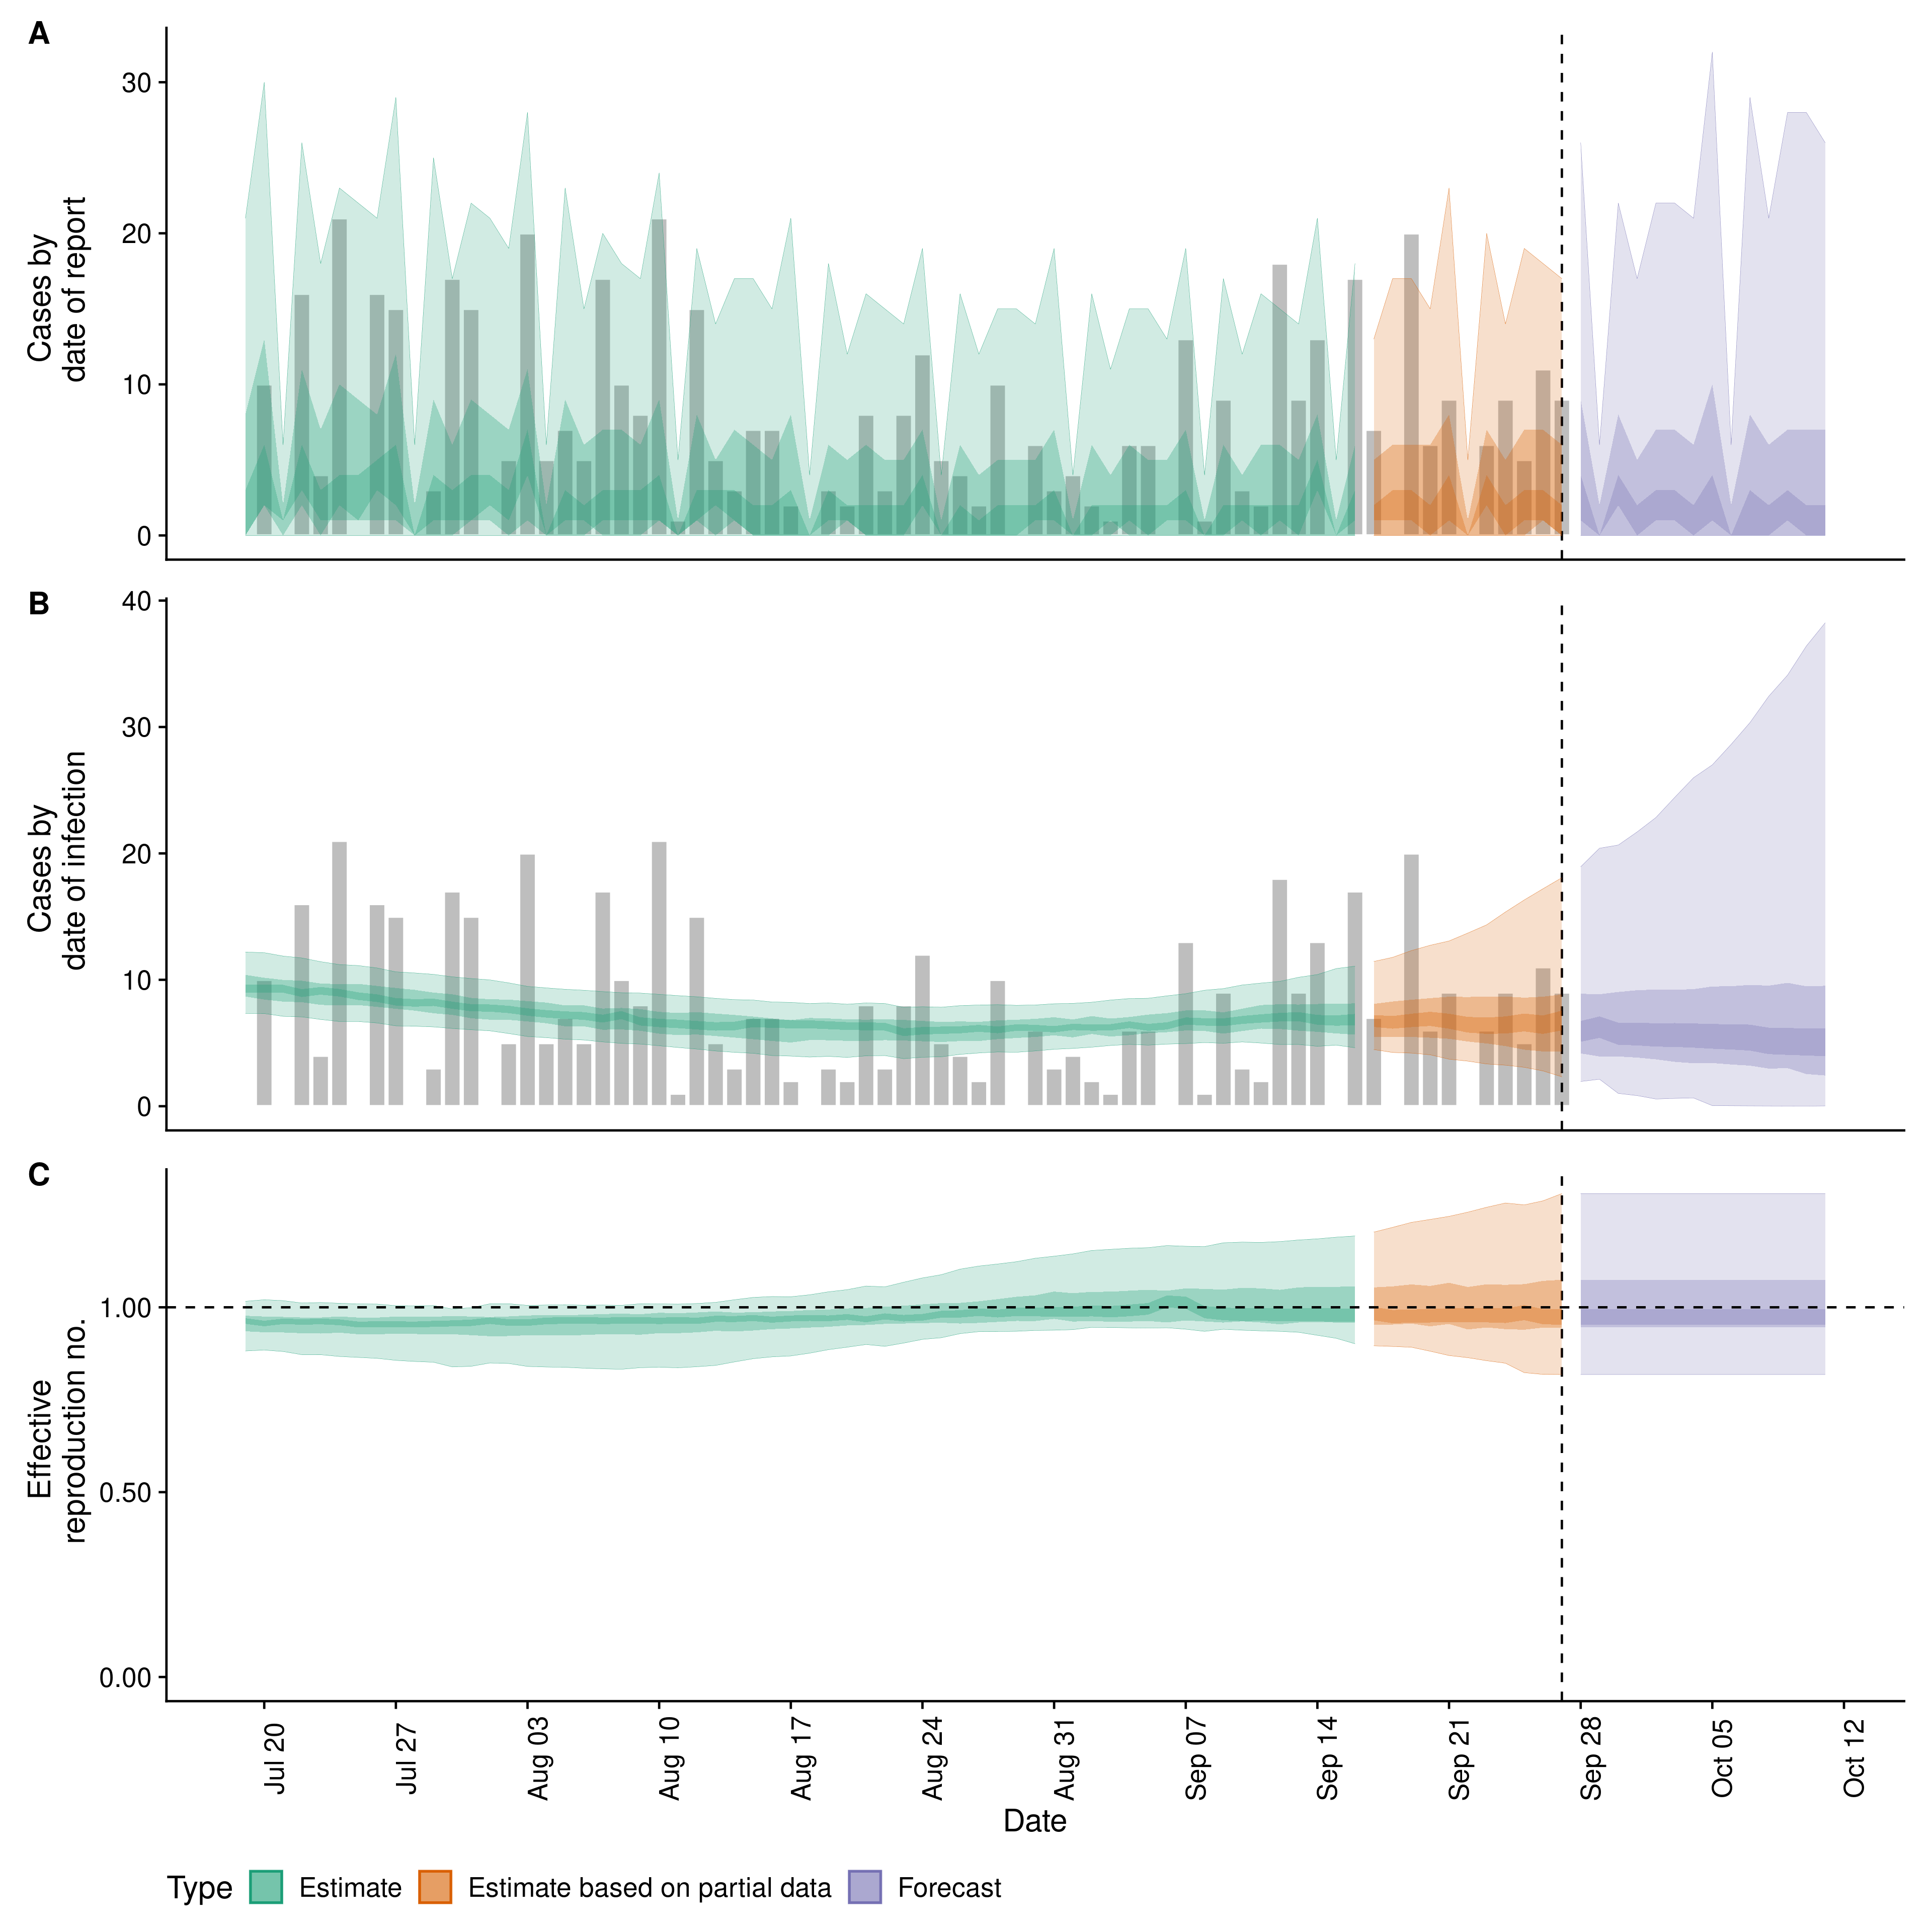 A
Cases by
date of report
30
20
10
0
B
Cases by
date of infection
40
30
20
10
0
C
Effective
reproduction no.
1.00
0.50
0.00
Jul 20
Jul 27
Aug 03
Aug 10
Aug 17
Aug 24
Aug 31
Sep 07
Sep 14
Sep 21
Sep 28
Oct 05
Oct 12
Date
Type Estimate Estimate based on partial data Forecast